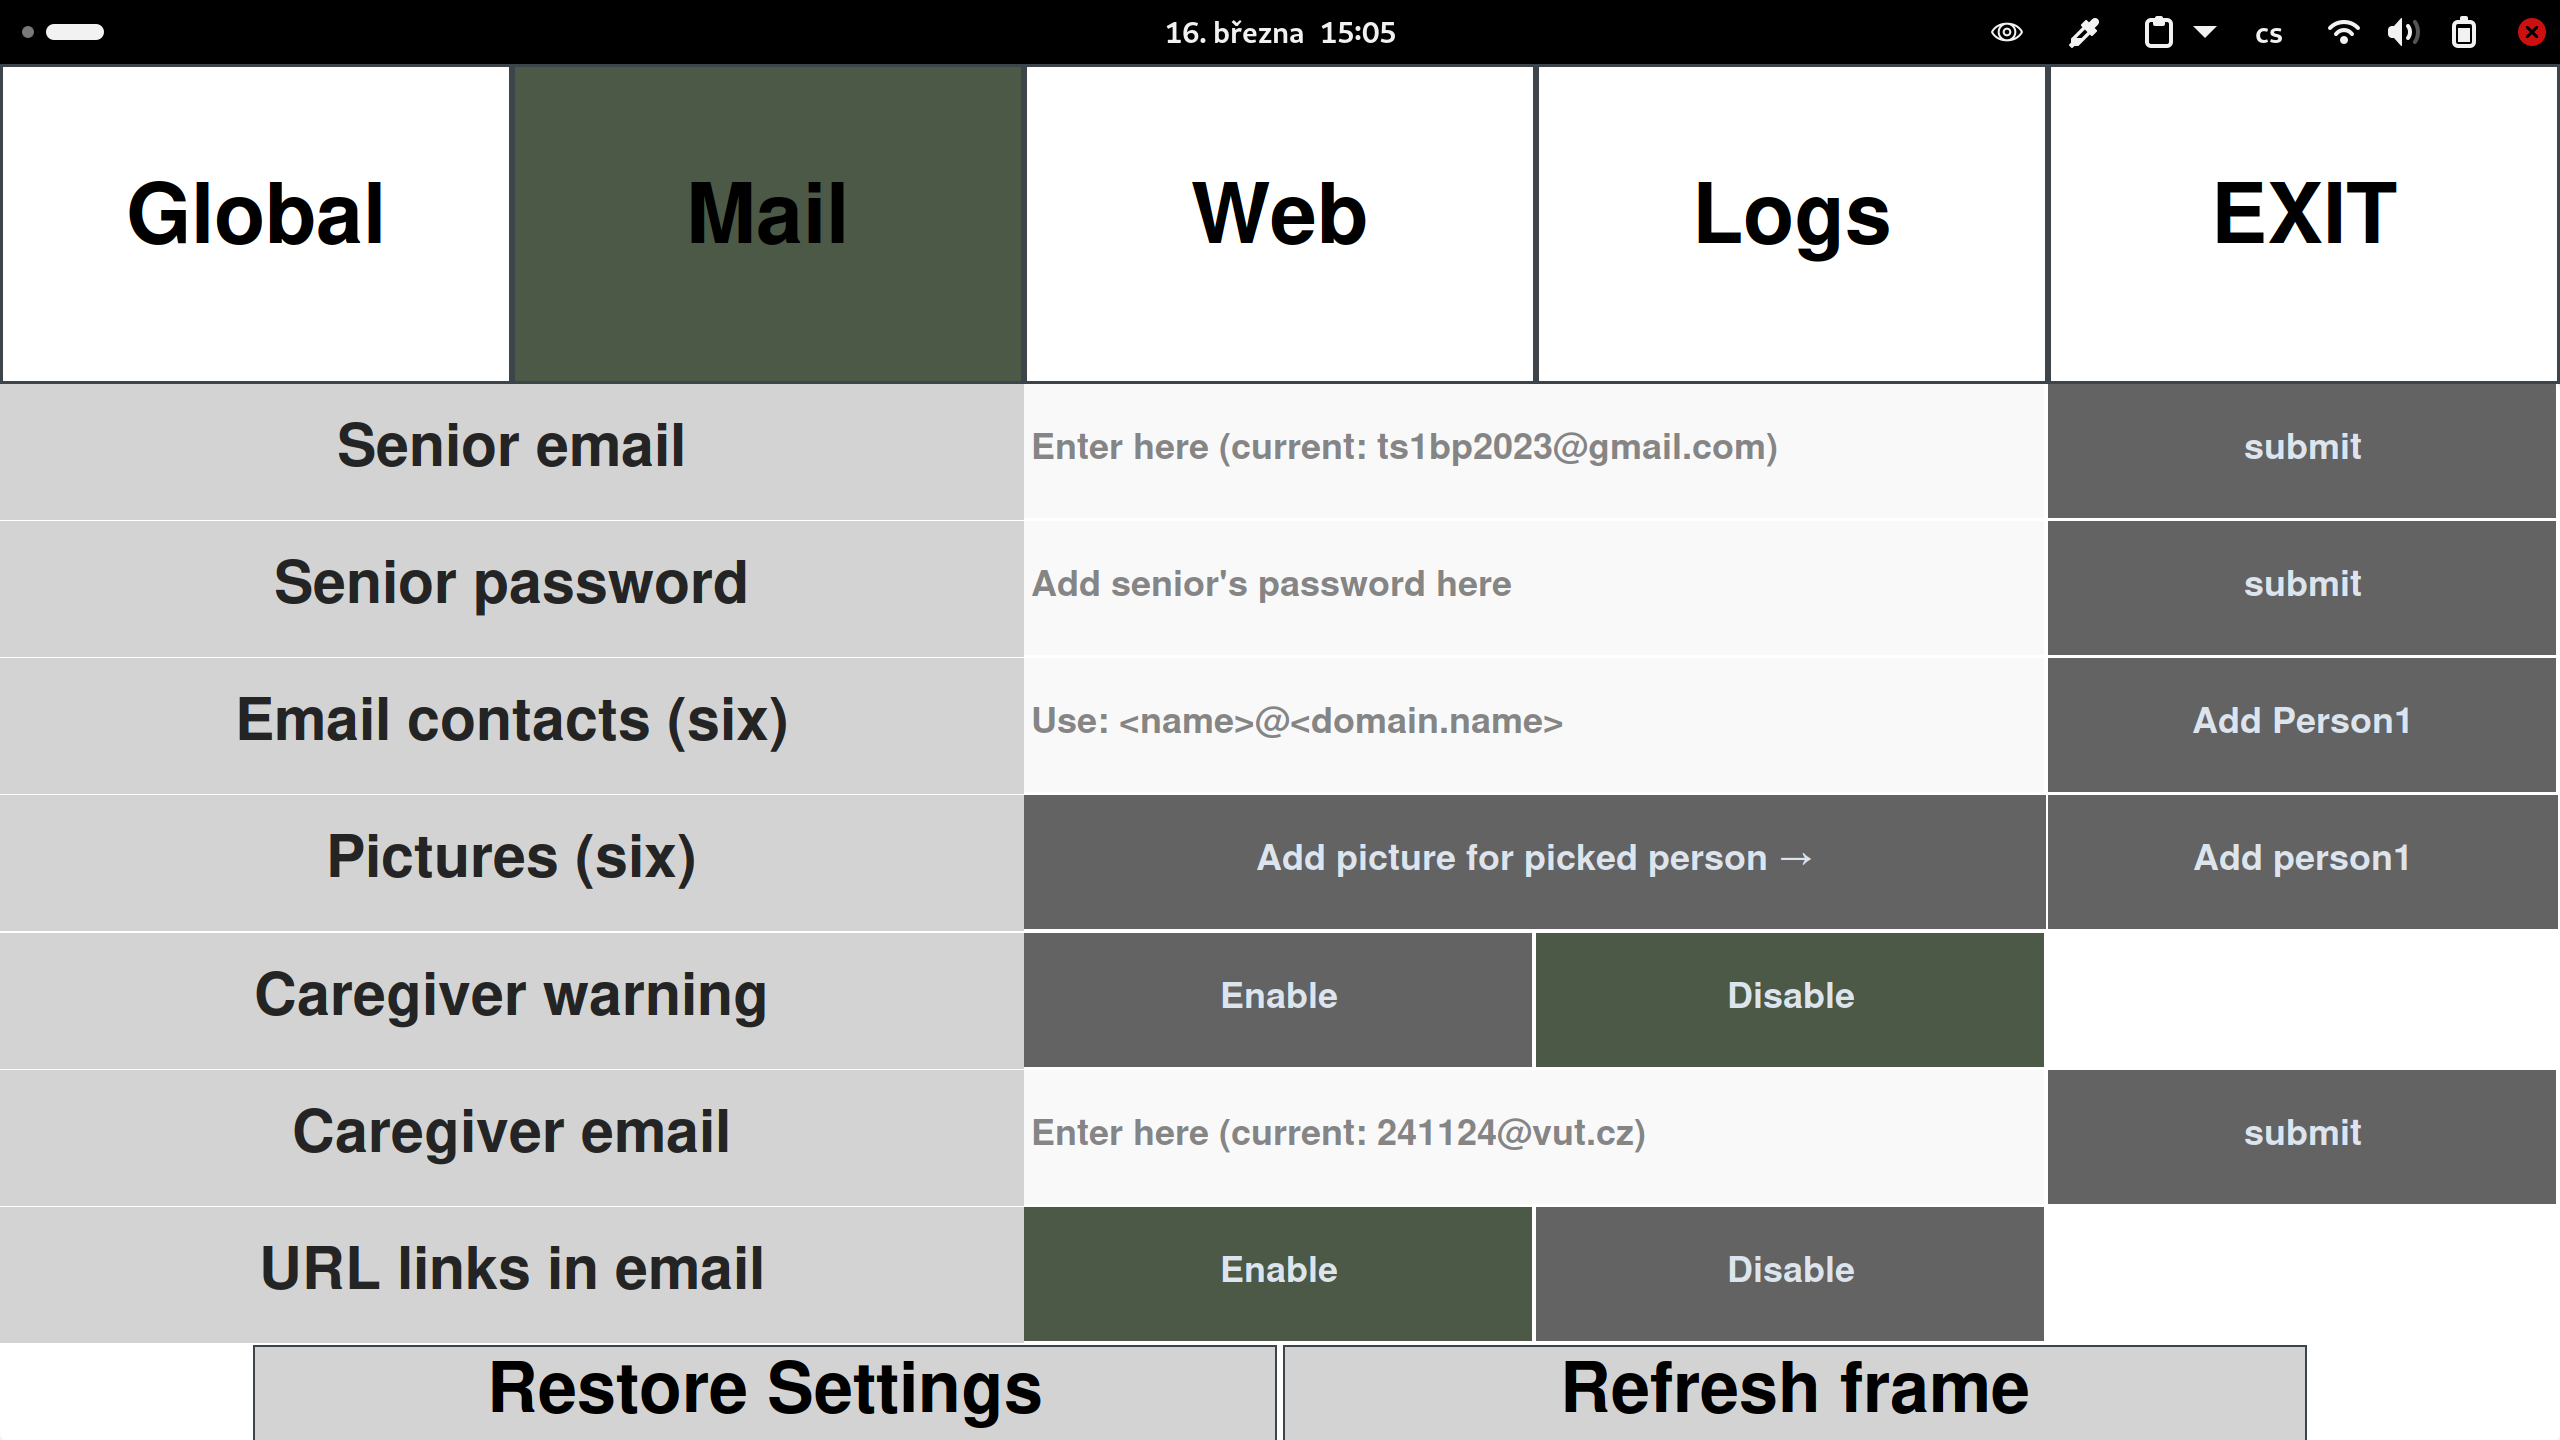 16. března 15:05
cs
Global Mail Web Logs EXIT
Senior email Enter here (current: ts1bp2023@gmail.com) submit
Senior password Add senior's password here submit
Email contacts (six) Use: <name>@<domain.name> Add Person1
Pictures (six) Add picture for picked person → Add person1
Caregiver warning Enable Disable
Caregiver email Enter here (current: 241124@vut.cz) submit
URL links in email Enable Disable
Restore Settings Refresh frame